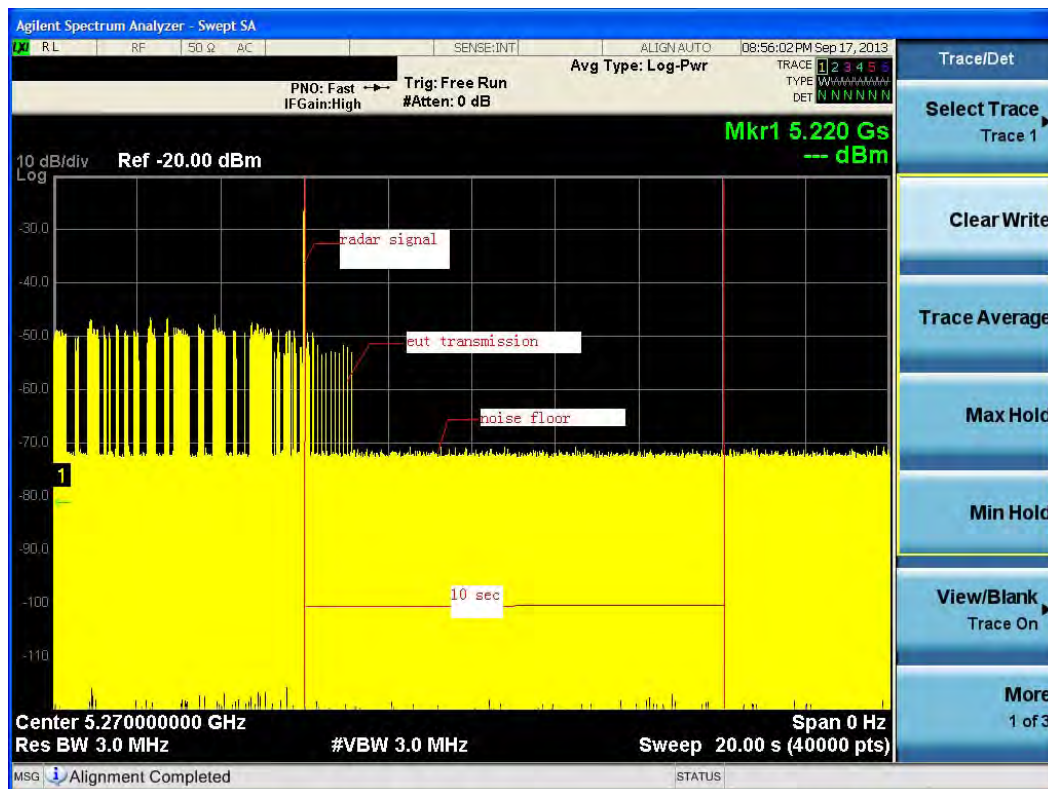 Agilent Spectrum Analyzer - Swept SA
LXI RL RF 50 Ω AC SENSE:INT ALIGN AUTO 08:56:02 PM Sep 17, 2013
Trace/Det
Avg Type: Log-Pwr
TRACE 1 2 3 4 5 6
PNO: Fast Trig: Free Run
TYPE WWWWWW
IFGain:High #Atten: 0 dB
DET N N N N N N
Select Trace
Trace 1
Mkr1 5.220 Gs
--- dBm
10 dB/div Ref -20.00 dBm
Log
Clear Write
-30.0
radar signal
-40.0
Trace Average
-50.0
eut transmission
-60.0
Max Hold
noise floor
-70.0
1
-80.0
Min Hold
-90.0
10 sec
-100
View/Blank
Trace On
-110
More
1 of 3
Center 5.270000000 GHz Span 0 Hz
Res BW 3.0 MHz #VBW 3.0 MHz Sweep 20.00 s (40000 pts)
MSG Alignment Completed STATUS